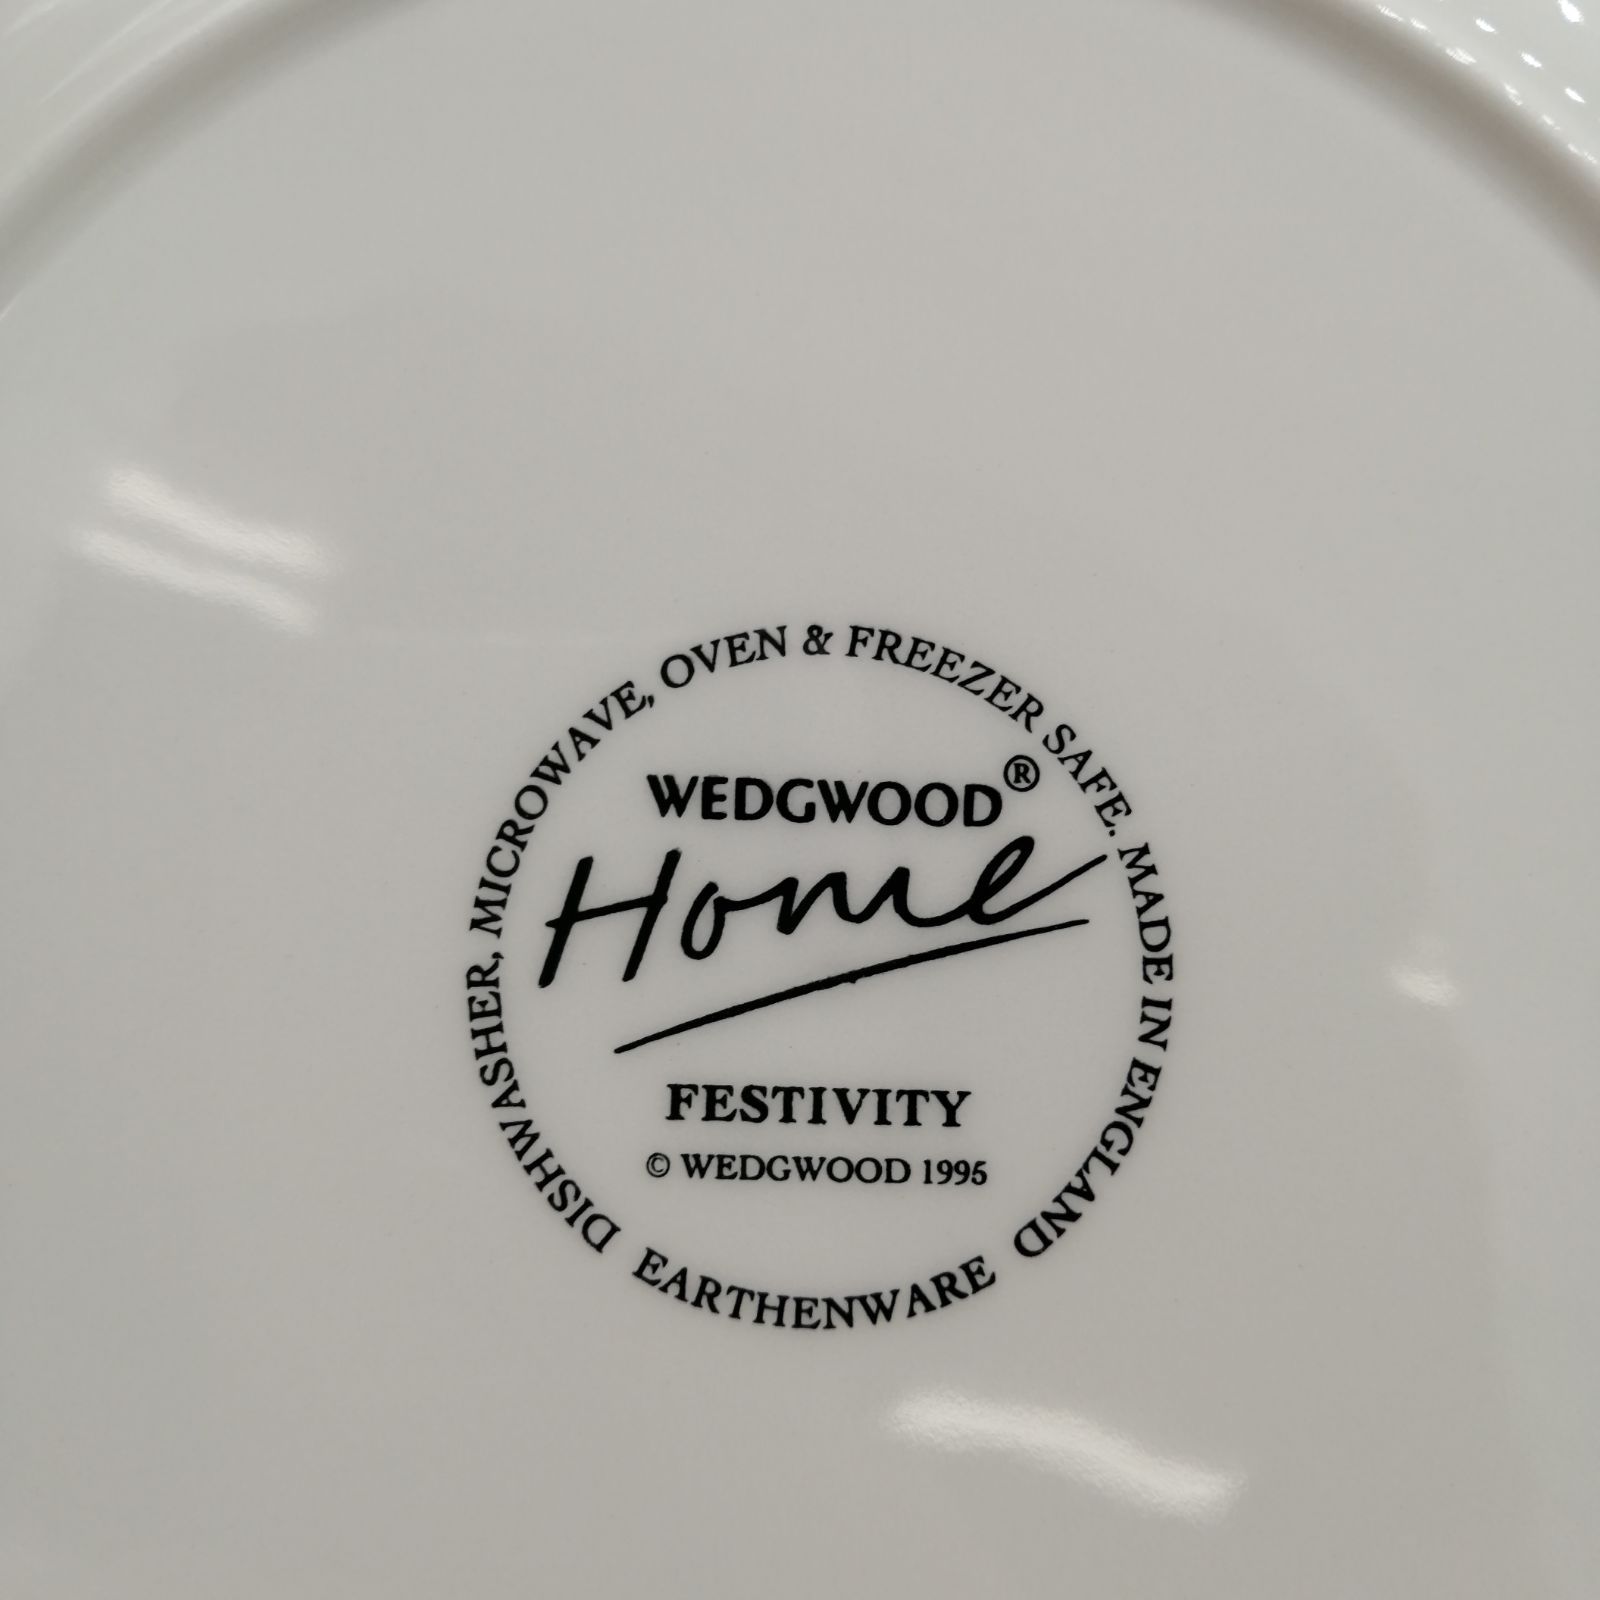 DISHWASHER, MICROWAVE, OVEN & FREEZER SAFE. MADE IN ENGLAND
WEDGWOOD®
Home
FESTIVITY
© WEDGWOOD 1995
EARTHENWARE